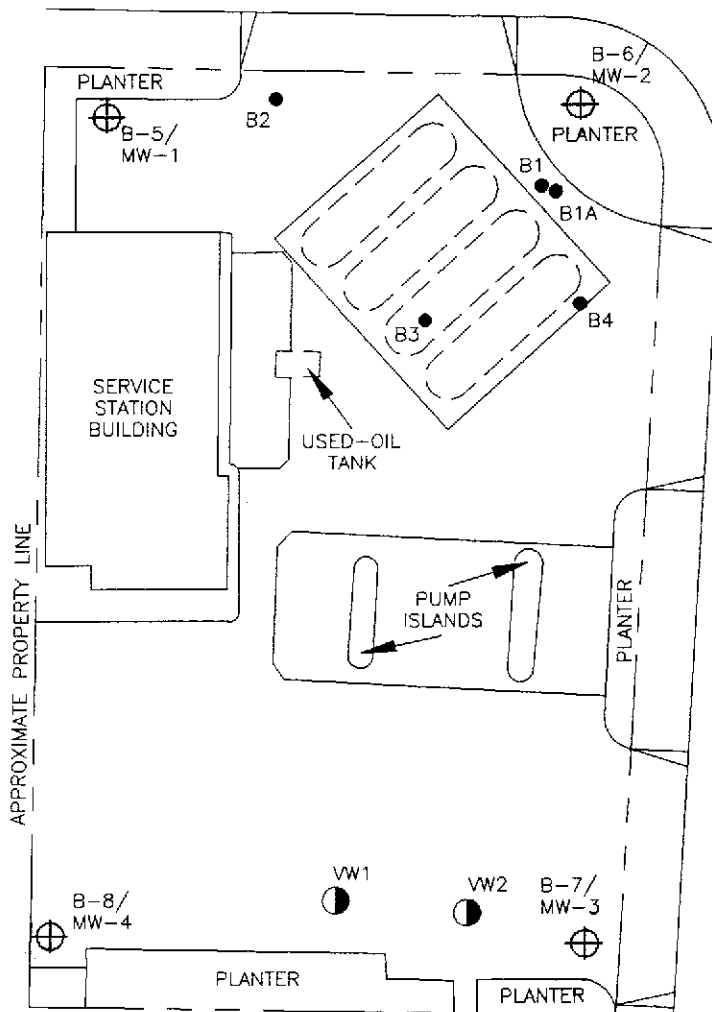 PLANTER
B-5/
MW-1
B2
B-6/
MW-2
PLANTER
B1
B1A
B3
B4
SERVICE
STATION
BUILDING
USED-OIL
TANK
PUMP
ISLANDS
PLANTER
APPROXIMATE PROPERTY LINE
VW1
VW2
B-7/
MW-3
B-8/
MW-4
PLANTER
PLANTER